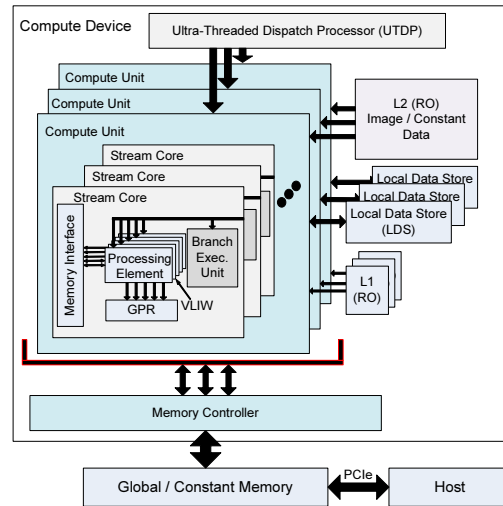 Compute Device
Ultra-Threaded Dispatch Processor (UTDP)
Compute Unit
Compute Unit
Compute Unit
L2 (RO)
Image / Constant
Data
Stream Core
Stream Core
Stream Core
Local Data Store
Local Data Store
Local Data Store
(LDS)
Memory Interface
Processing
Element
Branch
Exec.
Unit
L1
(RO)
GPR
VLIW
Memory Controller
Global / Constant Memory
PCIe
Host